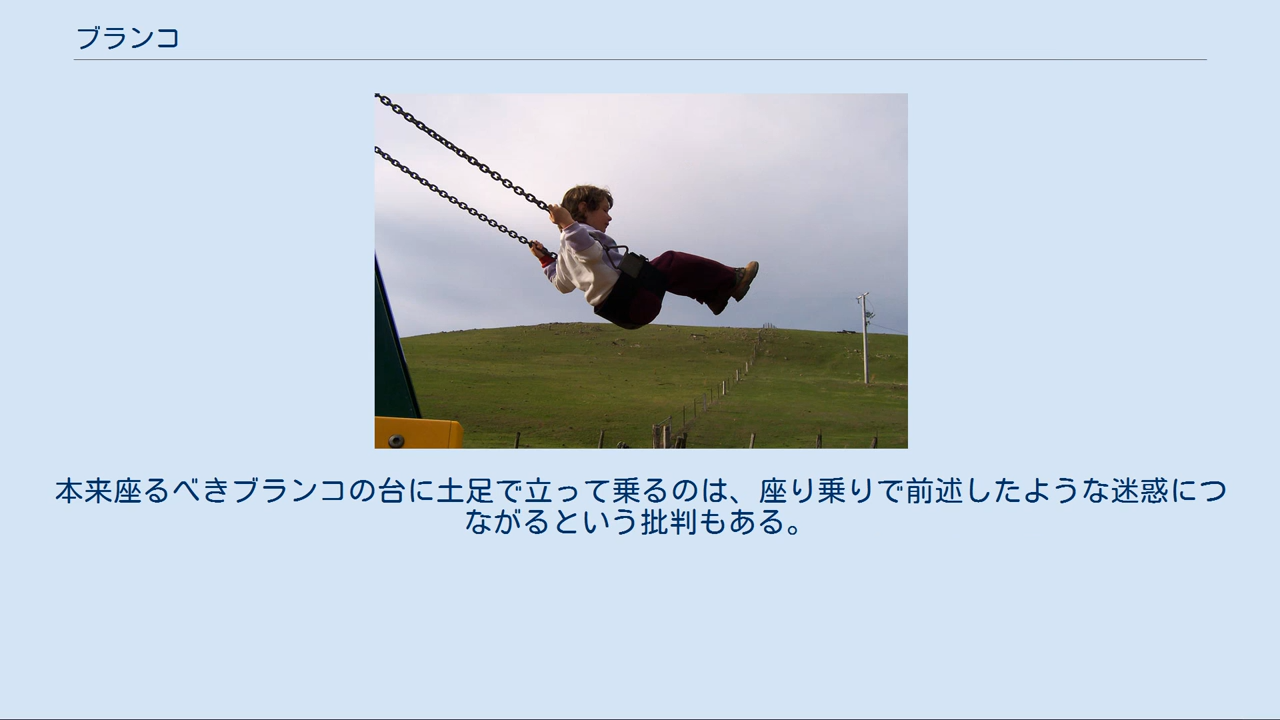 ブランコ
本来座るべきブランコの台に土足で立って乗るのは、座り乗りで前述したような迷惑につ
ながるという批判もある。